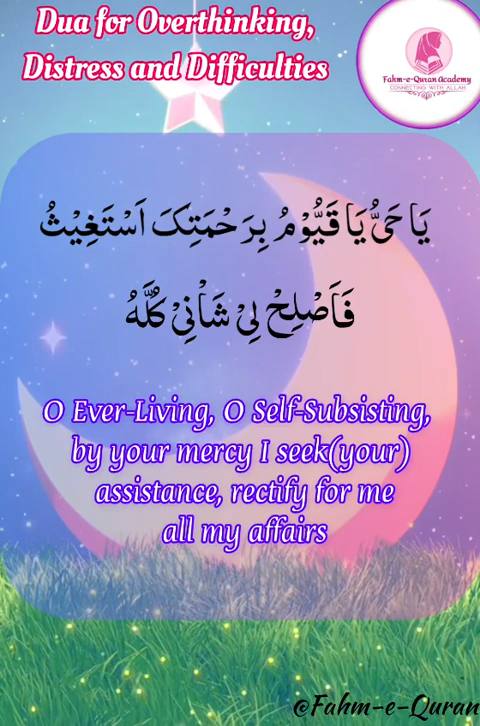 Dua for Overthinking,
Distress and Difficulties
Fahm-e-Quran Academy
CONNECTING WITH ALLAH
يَا حَىُّ يَا قَيُّوْمُ بِرَحْمَتِكَ اَسْتَغِيْثُ
فَاَصْلِحْ لِىْ شَاْنِىْ كُلَّهٗ
O Ever-Living, O Self-Subsisting,
by your mercy I seek(your)
assistance, rectify for me
all my affairs
@Fahm-e-Quran